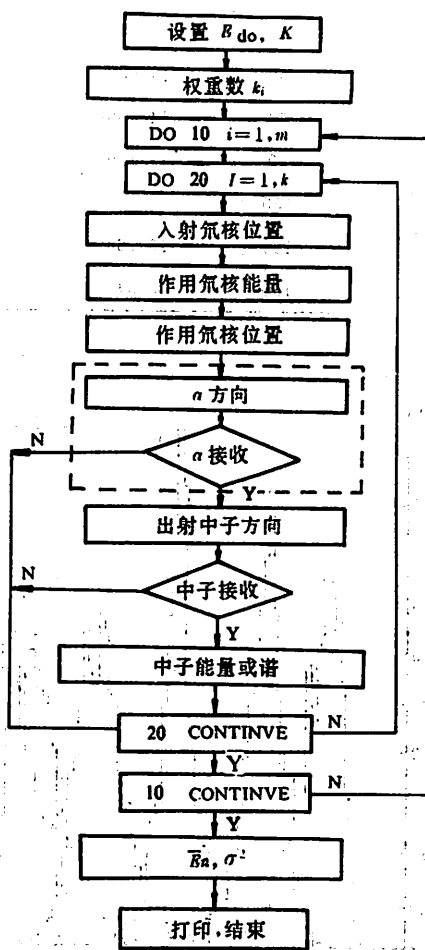 设置 E do, K
权重数 ki
DO 10 i=1,m
DO 20 I=1,k
入射氘核位置
作用氘核能量
作用氘核位置
α 方向
N
α 接收
Y
出射中子方向
N
中子接收
Y
中子能量或谱
20 CONTINVE
N
Y
10 CONTINVE
N
Y
Ēn, σ²
打印,结束